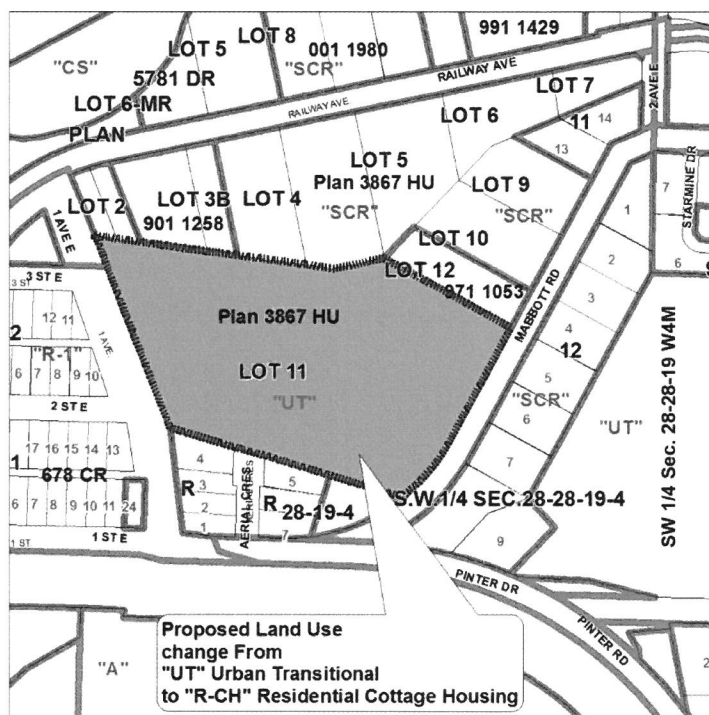 991 1429
LOT 8
LOT 5
001 1980
"SCR"
"CS"
5781 DR
RAILWAY AVE
2 AVE E
LOT 6-MR
LOT 7
RAILWAY AVE
LOT 6
14
11
PLAN
13
STARMINE DR
LOT 5
Plan 3867 HU
LOT 9
7
LOT 3B
LOT 4
LOT 2
"SCR"
"SCR"
1
901 1258
1 AVE E
LOT 10
2
6
LOT 12
3 ST E
3 ST
971 1053
MABBOTT RD
3
Plan 3867 HU
4
12 11
2
12
1 AVE
"R-1"
LOT 11
5
6 7 8 9 10
"UT"
"SCR"
"UT"
2 ST E
6
SW 1/4 Sec. 28-28-19 W4M
17 16 15 14 13
7
1
678 CR
4
5
R
3
R
S.W.1/4 SEC.28-28-19-4
6 7 8 9 10 11 24
2
28-19-4
AERIAL CRES
1
7
1 ST E
1 ST
9
PINTER DR
PINTER RD
Proposed Land Use
change From
"UT" Urban Transitional
to "R-CH" Residential Cottage Housing
"A"
2